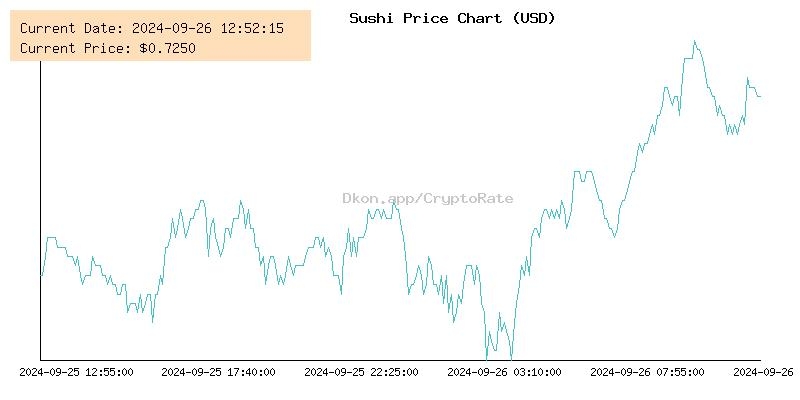 Sushi Price Chart (USD)
Current Date: 2024-09-26 12:52:15
Current Price: $0.7250
Dkon.app/CryptoRate
2024-09-25 12:55:00 2024-09-25 17:40:00 2024-09-25 22:25:00 2024-09-26 03:10:00 2024-09-26 07:55:00 2024-09-26